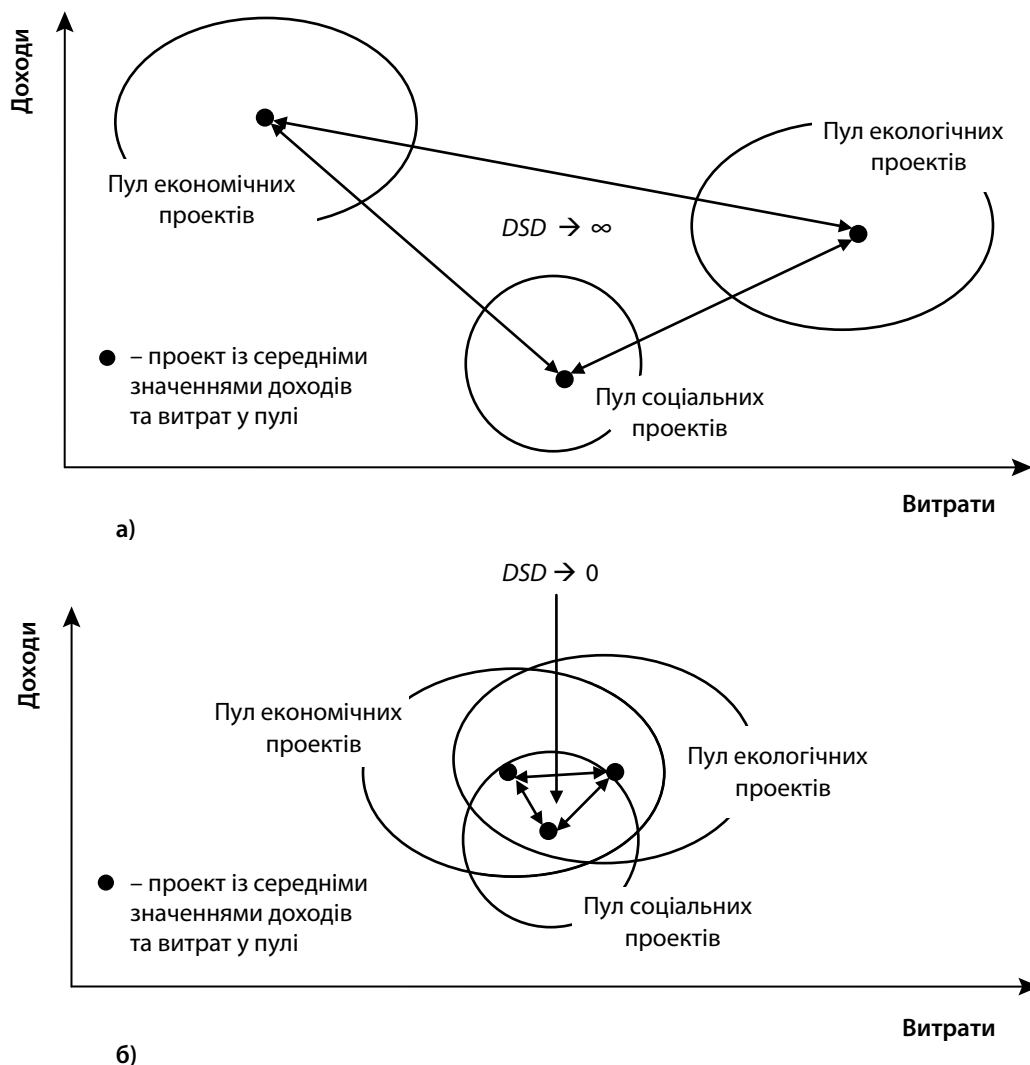 Доходи
Пул екологічних
проектів
Пул економічних
проектів
DSD → ∞
● – проект із середніми
значеннями доходів
та витрат у пулі
Пул соціальних
проектів
Витрати
а)
DSD → 0
Доходи
Пул економічних
проектів
Пул екологічних
проектів
● – проект із середніми
значеннями доходів
та витрат у пулі
Пул соціальних
проектів
Витрати
б)